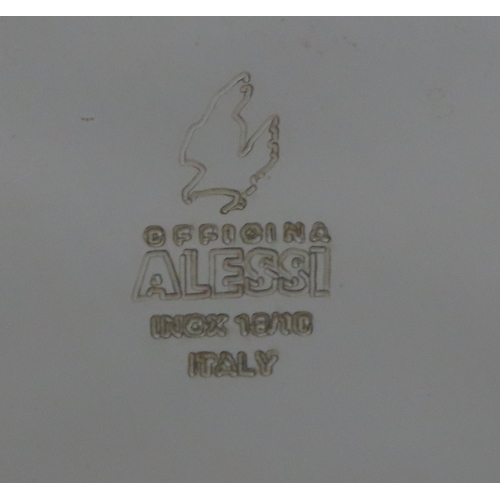 OFFICINA
ALESSI
INOX 18/10
ITALY